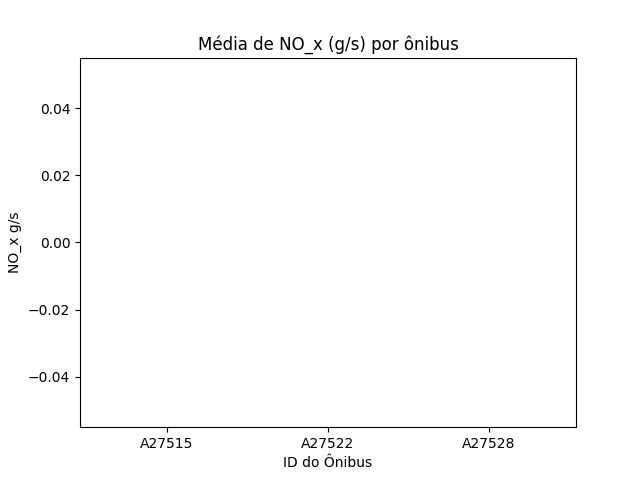 Média de NO_x (g/s) por ônibus
0.04
0.02
0.00
−0.02
−0.04
NO_x g/s
A27515 A27522 A27528
ID do Ônibus